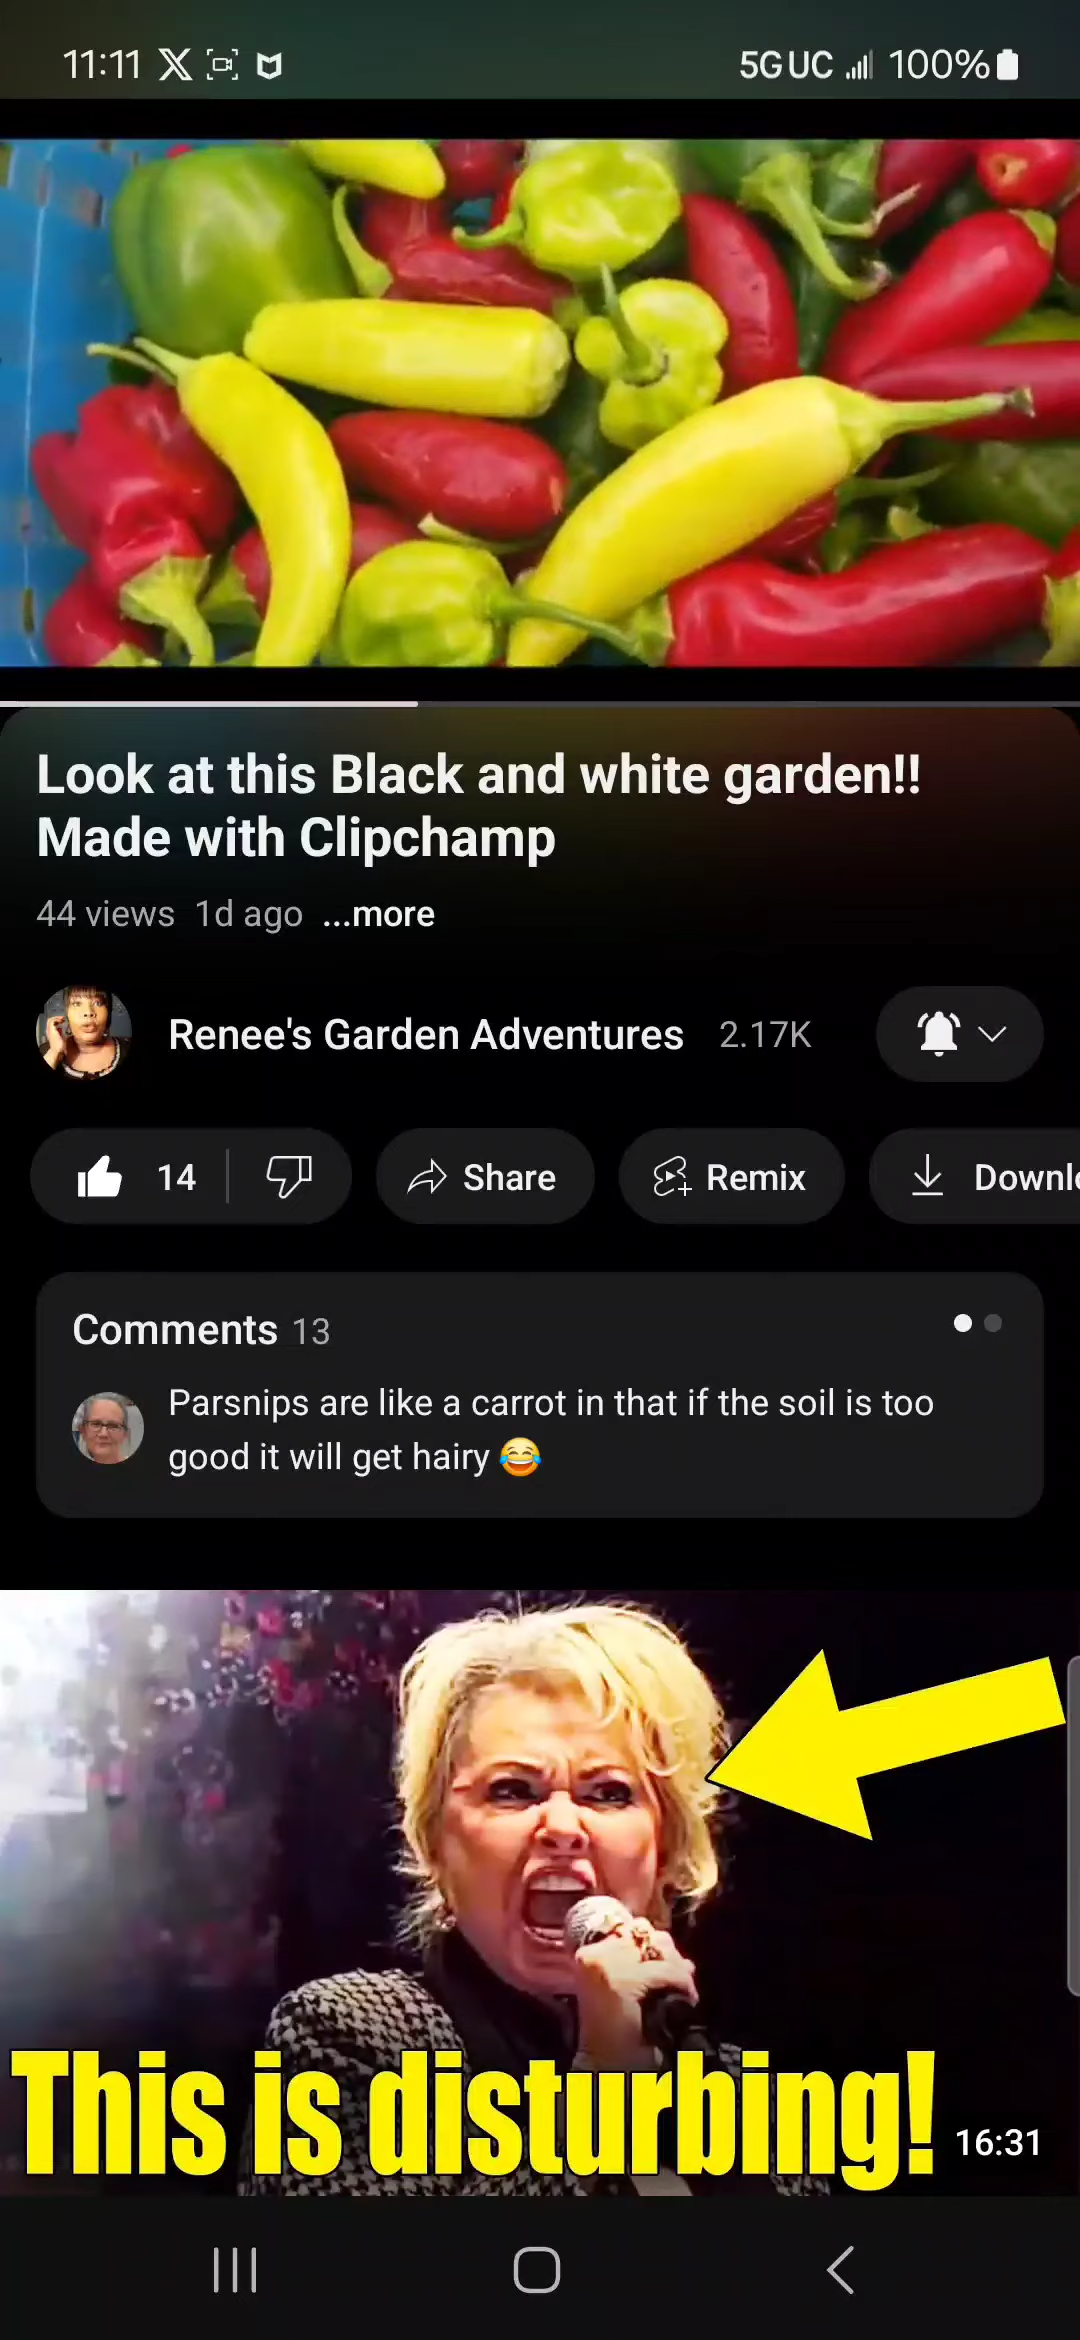 11:11 5G UC 100%
Look at this Black and white garden!!
Made with Clipchamp
44 views 1d ago ...more
Renee's Garden Adventures 2.17K
14 Share Remix Downlo
Comments 13
Parsnips are like a carrot in that if the soil is too
good it will get hairy 😂
This is disturbing! 16:31